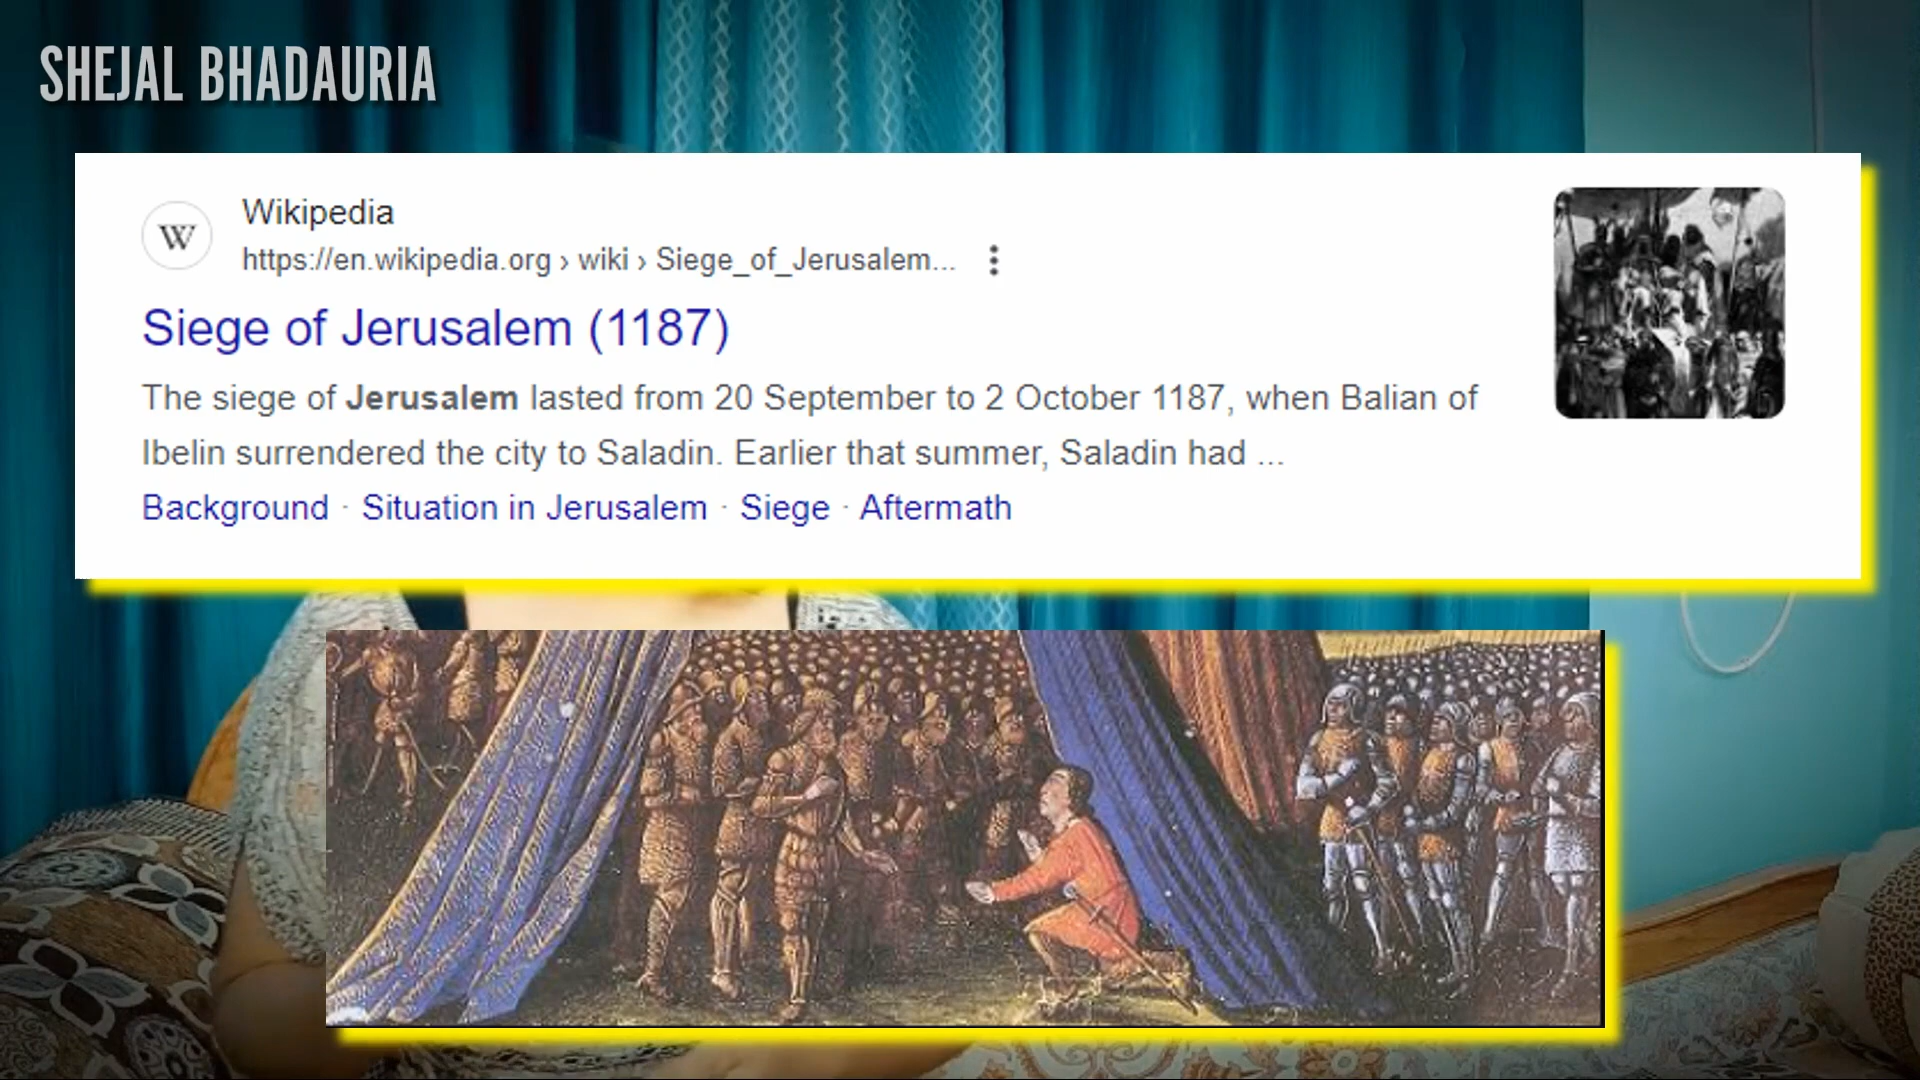 SHEJAL BHADAURIA
W
Wikipedia
https://en.wikipedia.org › wiki › Siege_of_Jerusalem...
Siege of Jerusalem (1187)
The siege of Jerusalem lasted from 20 September to 2 October 1187, when Balian of
Ibelin surrendered the city to Saladin. Earlier that summer, Saladin had ...
Background · Situation in Jerusalem · Siege · Aftermath